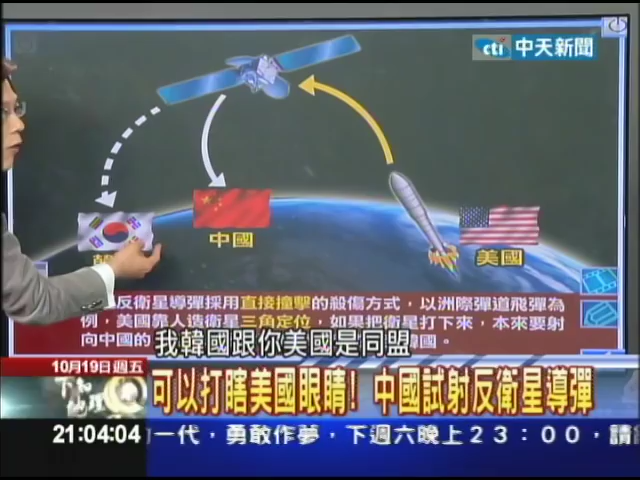 cti 中天新聞
中國
美國
反衛星導彈採用直接撞擊的殺傷方式，以洲際彈道飛彈為
例，美國靠人造衛星三角定位，如果把衛星打下來，本來要射
向中國的
國。
我韓國跟你美國是同盟
10月19日週五
可以打瞎美國眼睛！ 中國試射反衛星導彈
21:04:04
一代，勇敢作夢，下週六晚上23：00，請